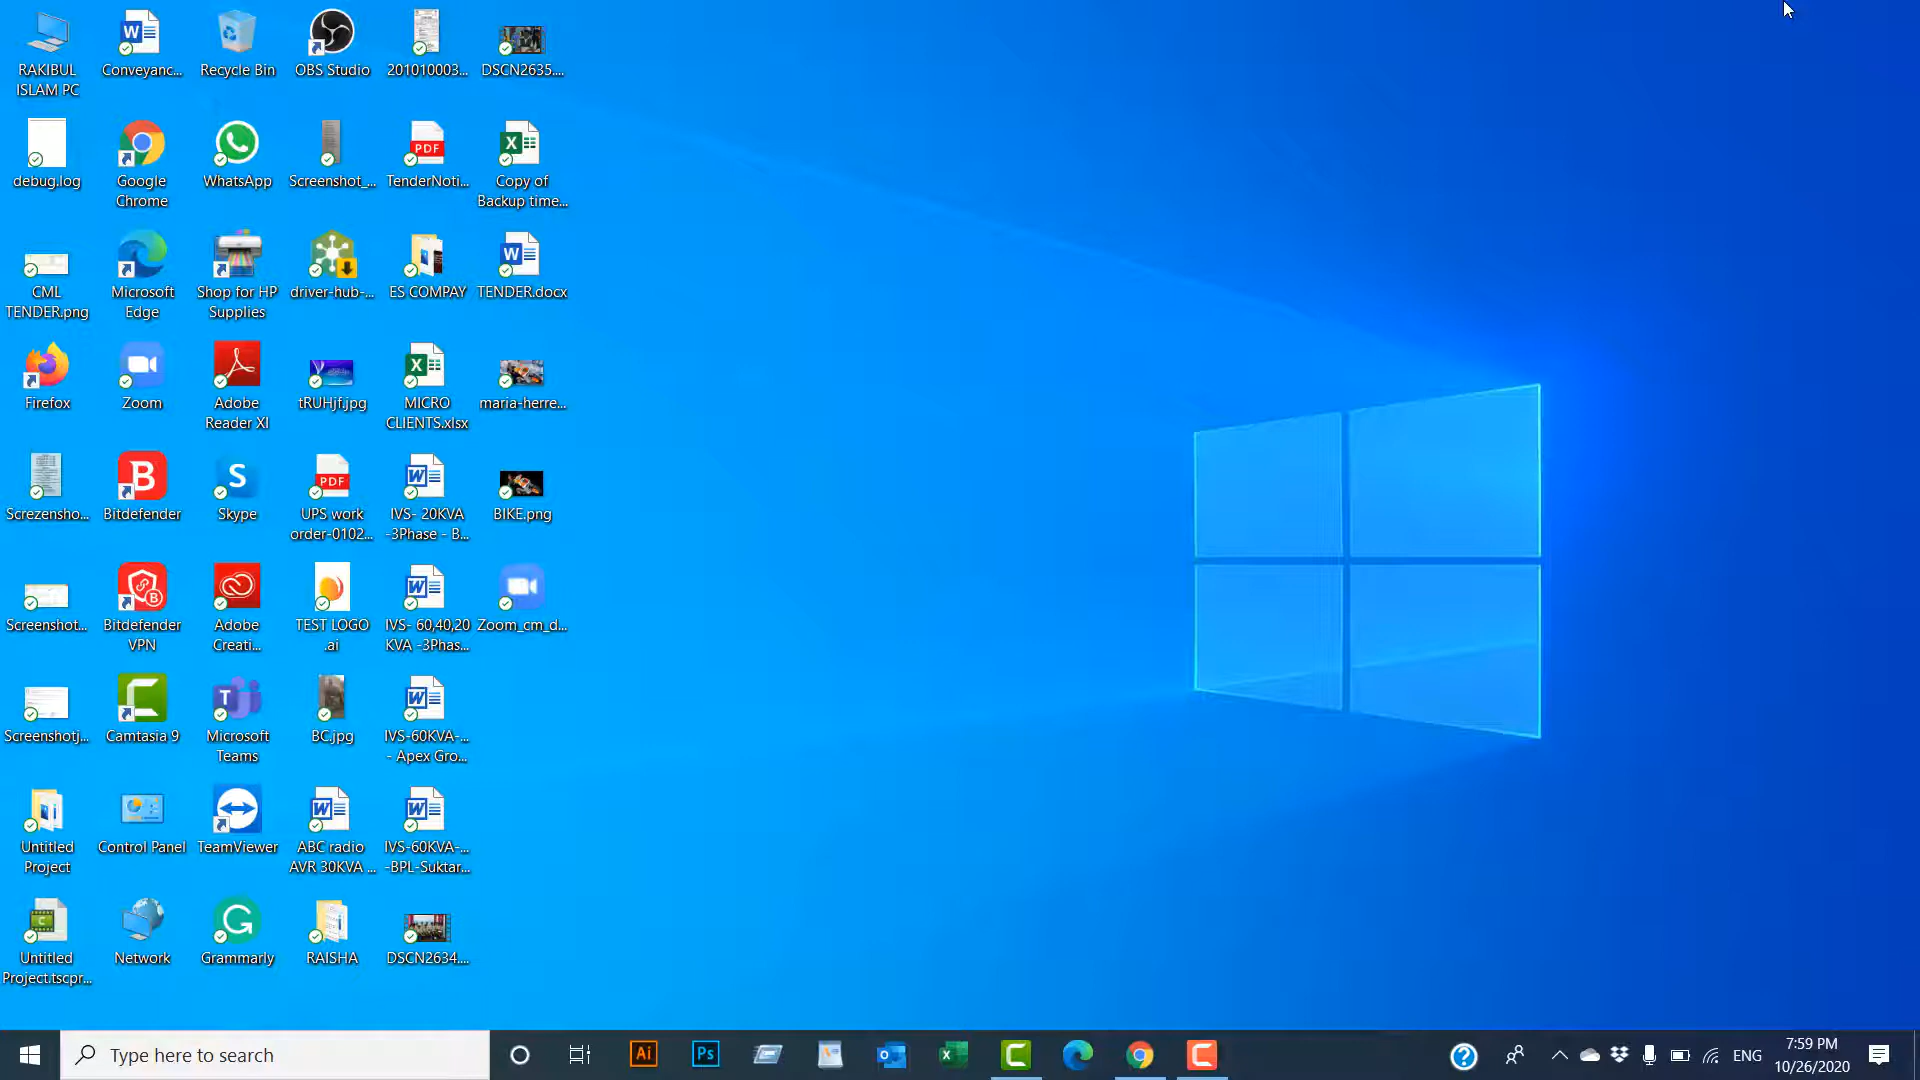 RAKIBUL
ISLAM PC
Conveyanc...
Recycle Bin
OBS Studio
201010003...
DSCN2635....
debug.log
Google
Chrome
WhatsApp
Screenshot_...
TenderNoti...
Copy of
Backup time...
CML
TENDER.png
Microsoft
Edge
Shop for HP
Supplies
driver-hub-...
ES COMPAY
TENDER.docx
Firefox
Zoom
Adobe
Reader XI
tRUHjf.jpg
MICRO
CLIENTS.xlsx
maria-herre...
Screzensho...
Bitdefender
Skype
UPS work
order-0102...
IVS- 20KVA
-3Phase - B...
BIKE.png
Screenshot...
Bitdefender
VPN
Adobe
Creati...
TEST LOGO
.ai
IVS- 60,40,20
KVA -3Phas...
Zoom_cm_d...
Screenshotj...
Camtasia 9
Microsoft
Teams
BC.jpg
IVS-60KVA-...
- Apex Gro...
Untitled
Project
Control Panel
TeamViewer
ABC radio
AVR 30KVA ...
IVS-60KVA-...
-BPL-Suktar...
Untitled
Project.tscpr...
Network
Grammarly
RAISHA
DSCN2634....
Type here to search
Ai
Ps
ENG
7:59 PM
10/26/2020